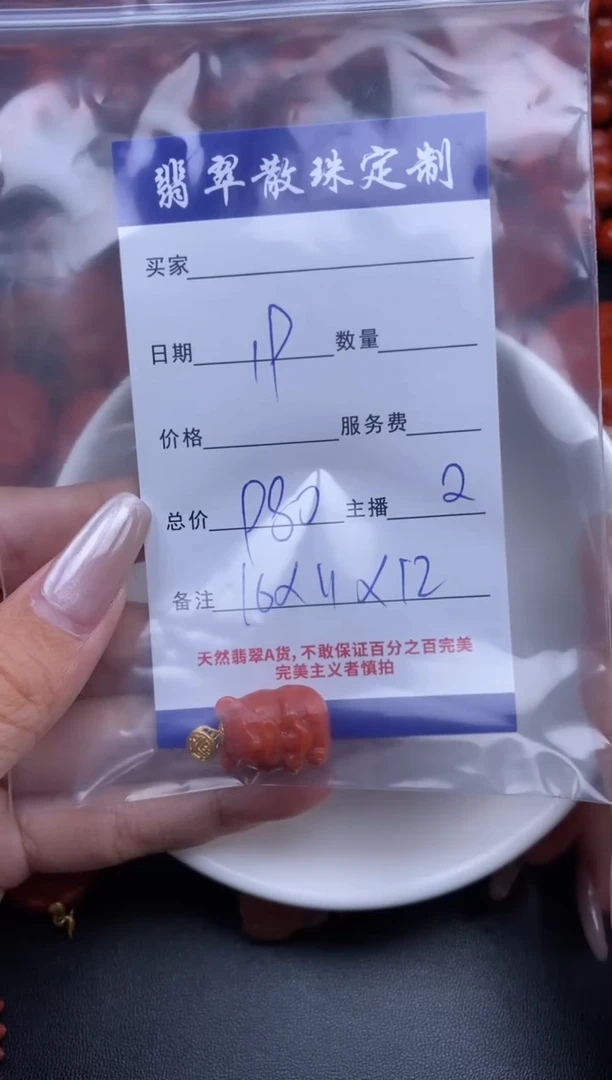 翡翠散珠定制
买家
日期 1P 数量
价格 服务费
总价 P80 主播 2
备注 16x11x12
天然翡翠A货,不敢保证百分之百完美
完美主义者慎拍